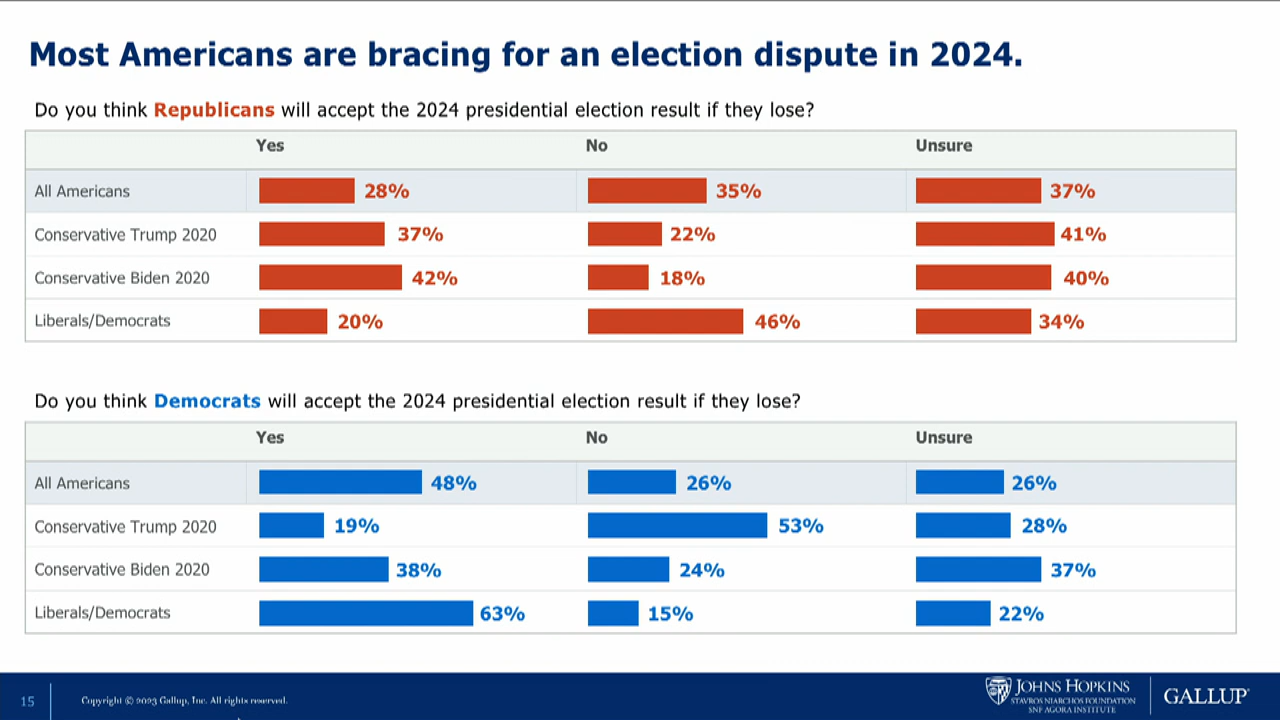 Most Americans are bracing for an election dispute in 2024.
Do you think Republicans will accept the 2024 presidential election result if they lose?
Yes No Unsure
All Americans 28% 35% 37%
Conservative Trump 2020 37% 22% 41%
Conservative Biden 2020 42% 18% 40%
Liberals/Democrats 20% 46% 34%
Do you think Democrats will accept the 2024 presidential election result if they lose?
Yes No Unsure
All Americans 48% 26% 26%
Conservative Trump 2020 19% 53% 28%
Conservative Biden 2020 38% 24% 37%
Liberals/Democrats 63% 15% 22%
15 Copyright © 2023 Gallup, Inc. All rights reserved.
JOHNS HOPKINS
STAVROS NIARCHOS FOUNDATION
SNF AGORA INSTITUTE
GALLUP®